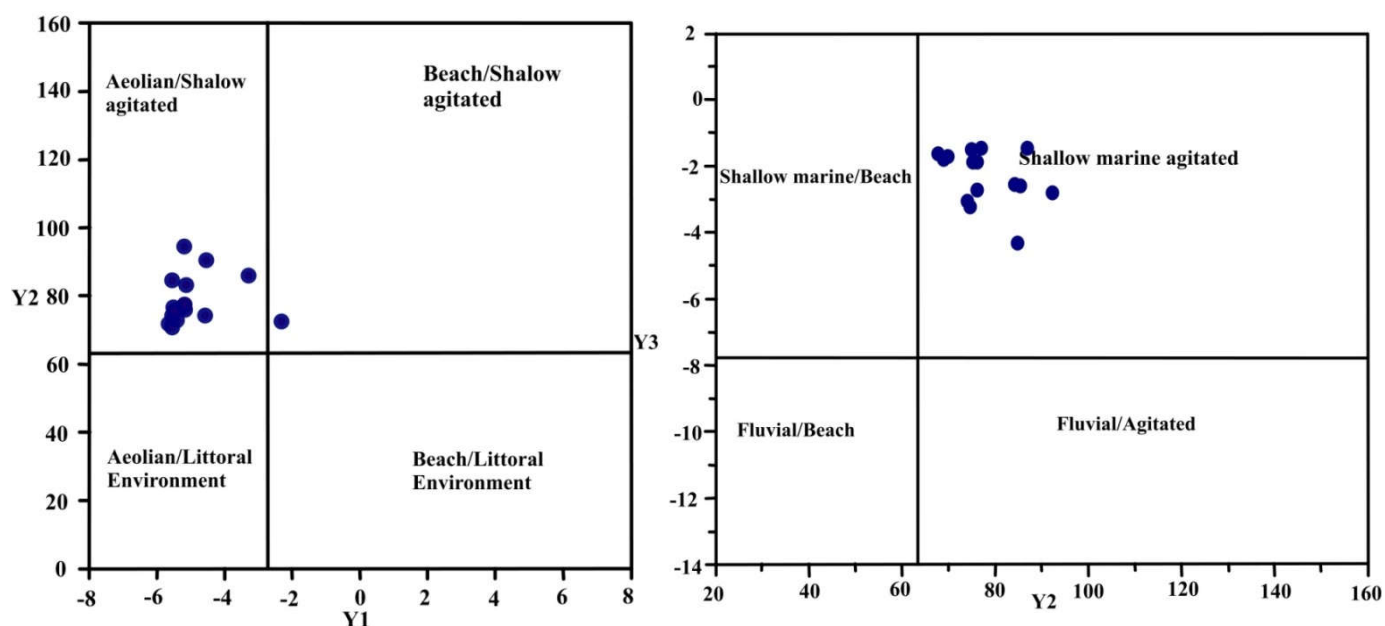 160
140
120
100
80
60
40
20
0
Y2
Aeolian/Shalow
agitated
Beach/Shalow
agitated
Aeolian/Littoral
Environment
Beach/Littoral
Environment
-8 -6 -4 -2 0 2 4 6 8
Y1
2
0
-2
-4
-6
-8
-10
-12
-14
Y3
Shallow marine/Beach
Shallow marine agitated
Fluvial/Beach
Fluvial/Agitated
20 40 60 80 100 120 140 160
Y2